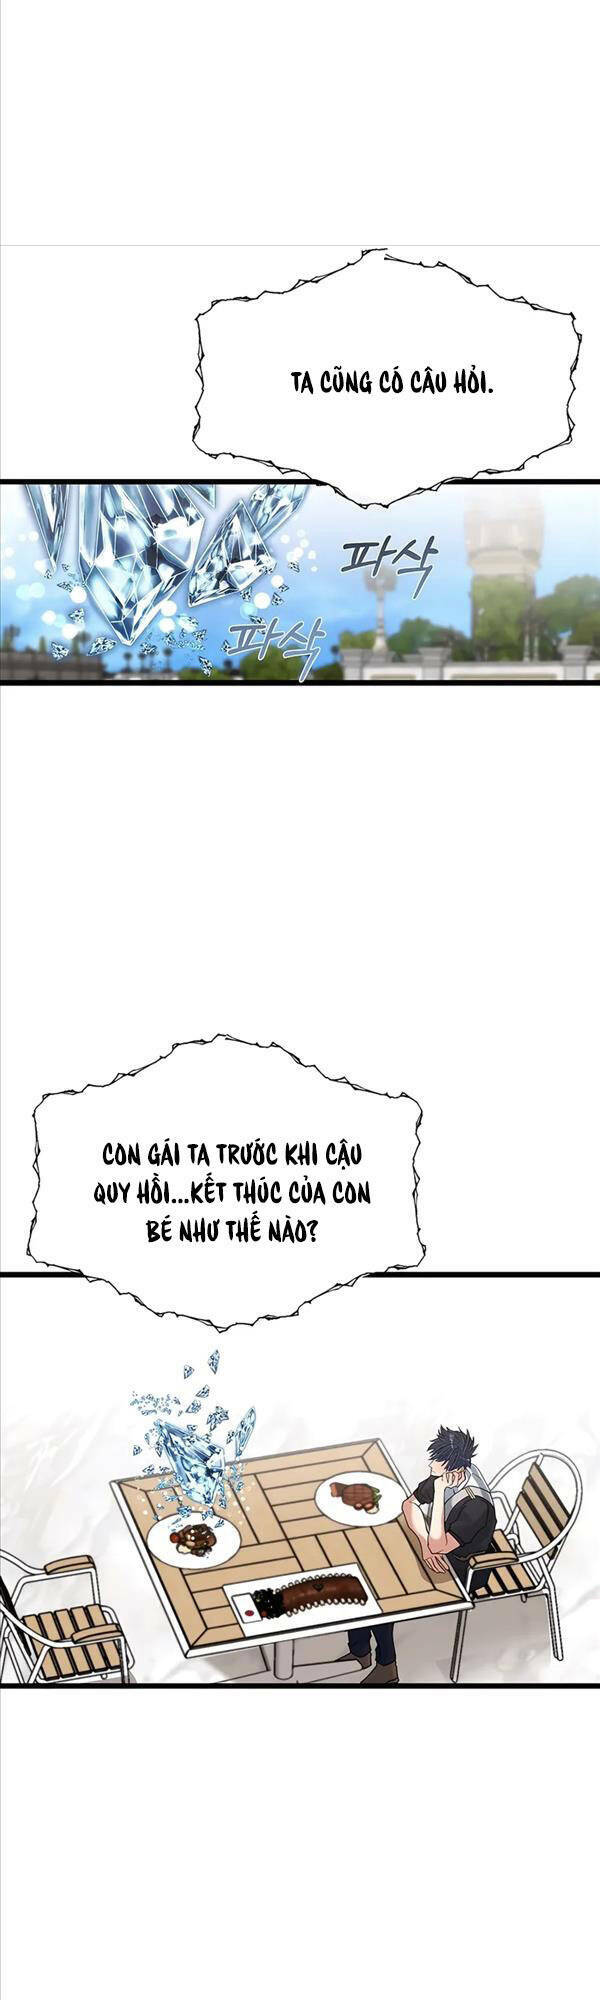 TA CŨNG CÓ CÂU HỎI.
파삭
파삭
CON GÁI TA TRƯỚC KHI CẬU
QUY HỒI...KẾT THÚC CỦA CON
BÉ NHƯ THẾ NÀO?